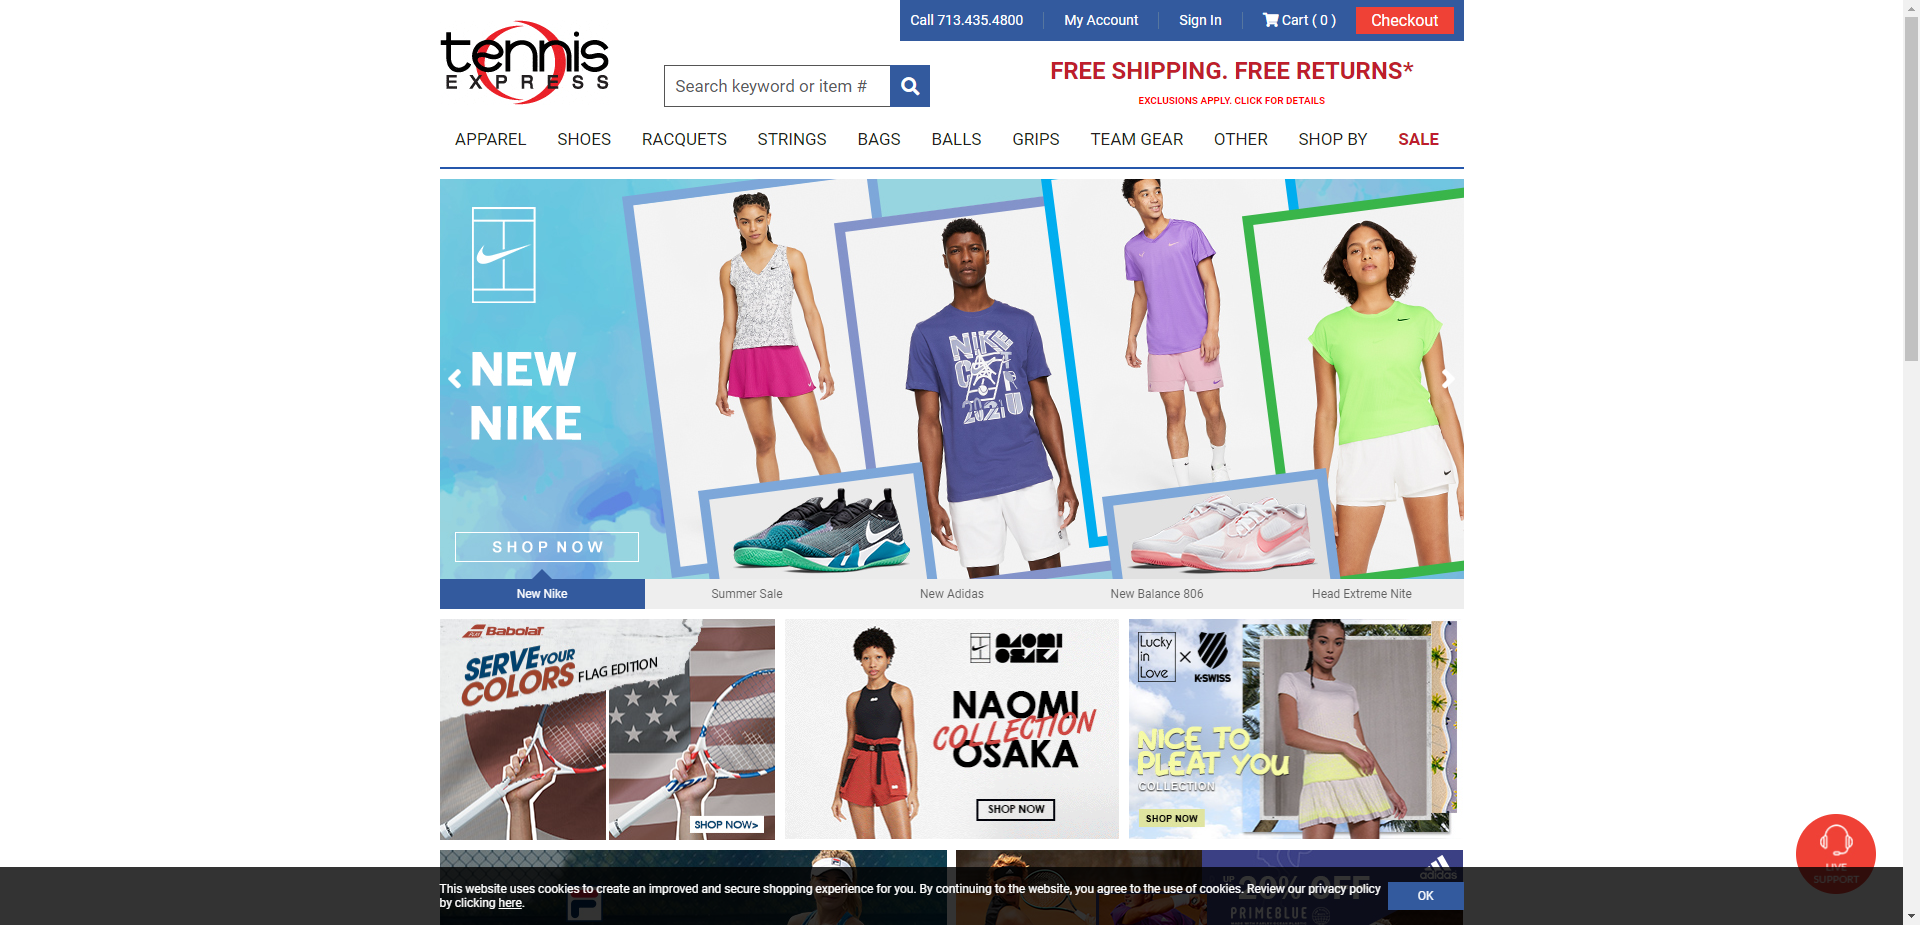 Call 713.435.4800
My Account
Sign In
Cart ( 0 )
Checkout
tennis
EXPRESS
Search keyword or item #
FREE SHIPPING. FREE RETURNS*
EXCLUSIONS APPLY. CLICK FOR DETAILS
APPAREL
SHOES
RACQUETS
STRINGS
BAGS
BALLS
GRIPS
TEAM GEAR
OTHER
SHOP BY
SALE
NEW
NIKE
SHOP NOW
NIKE
2021
New Nike
Summer Sale
New Adidas
New Balance 806
Head Extreme Nite
Babolat
SERVE YOUR
COLORS FLAG EDITION
SHOP NOW>
NAOMI
OSAKA
NAOMI
COLLECTION
OSAKA
SHOP NOW
Lucky
in
Love
X
K·SWISS
NICE TO
PLEAT YOU
COLLECTION
SHOP NOW
LIVE
SUPPORT
adidas
UP
20% OFF
PRIMEBLUE
This website uses cookies to create an improved and secure shopping experience for you. By continuing to the website, you agree to the use of cookies. Review our privacy policy
by clicking here.
OK